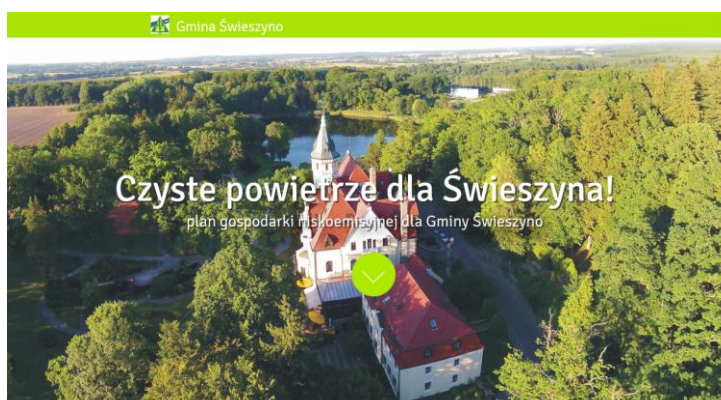 Gmina Świeszyno
Czyste powietrze dla Świeszyna!
plan gospodarki niskoemisyjnej dla Gminy Świeszyno